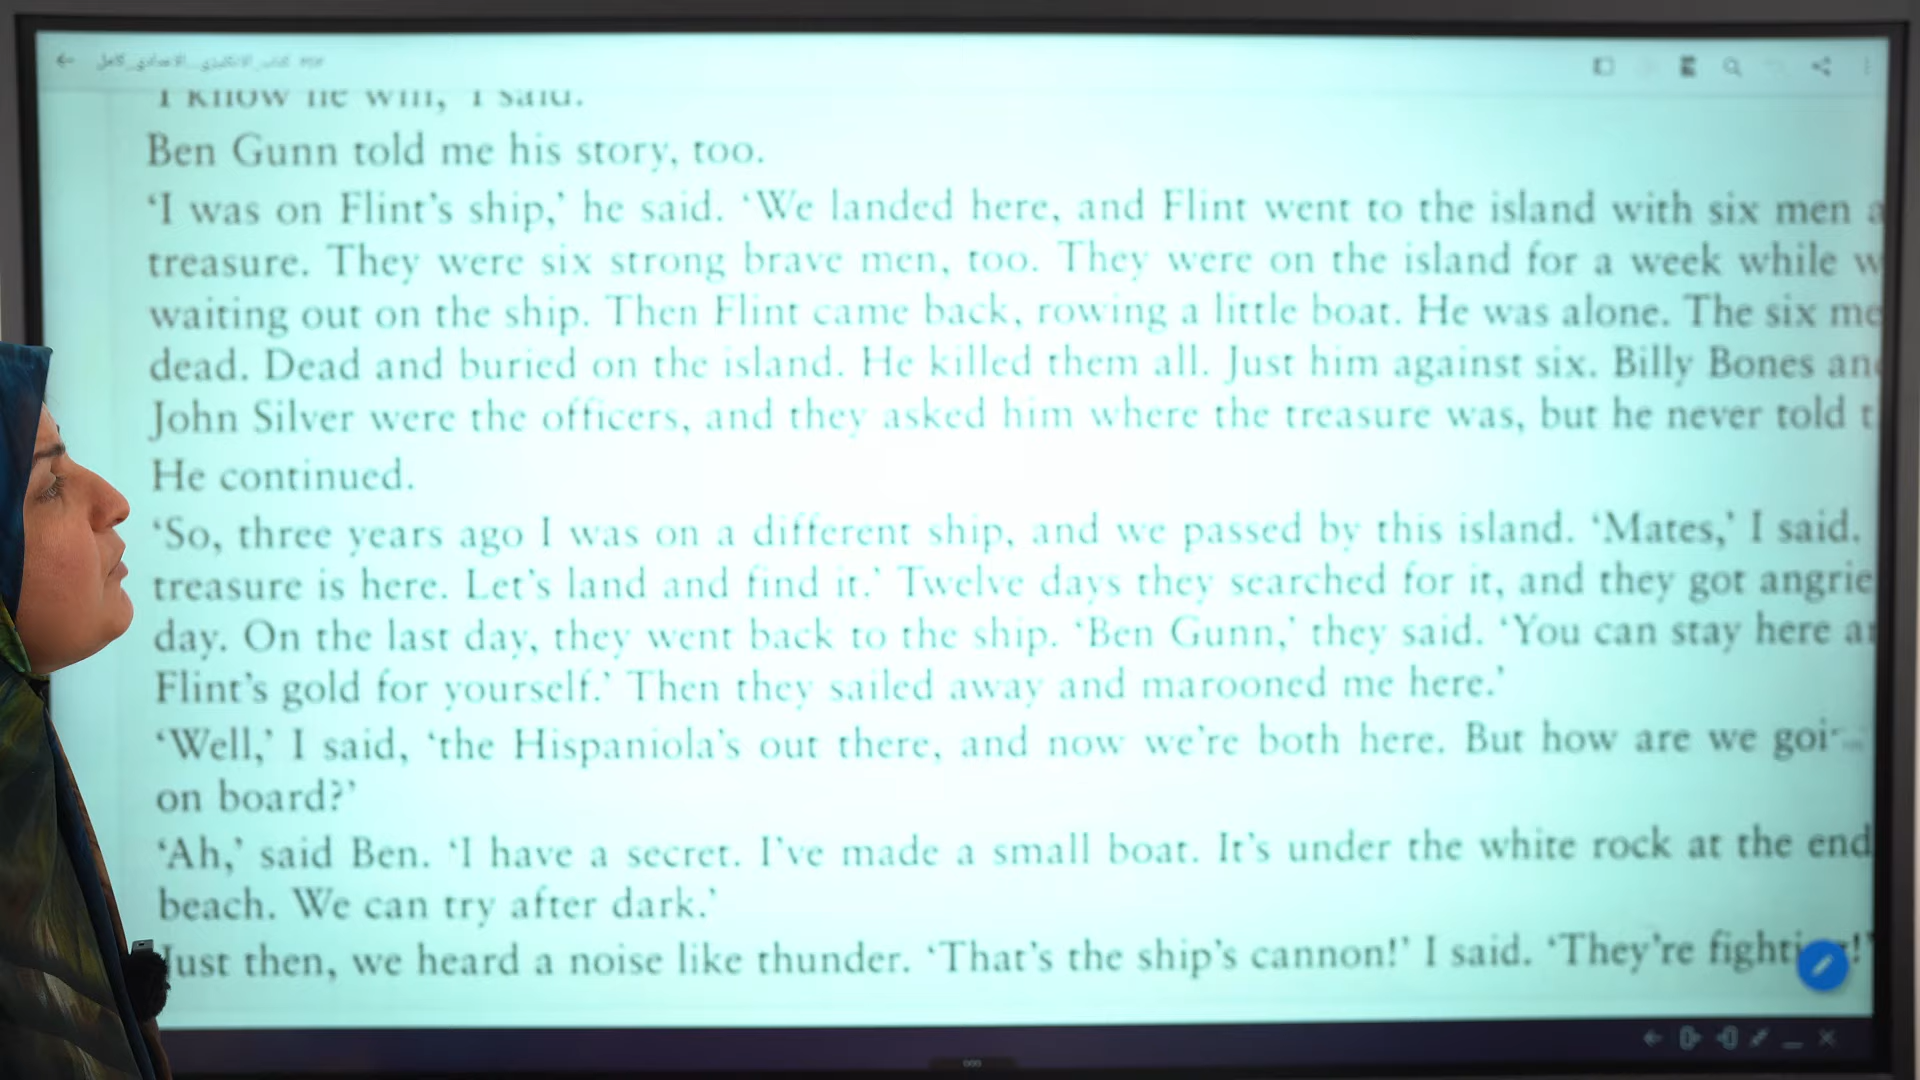 I know he will,' I said.
Ben Gunn told me his story, too.
‘I was on Flint’s ship,’ he said. ‘We landed here, and Flint went to the island with six men
treasure. They were six strong brave men, too. They were on the island for a week while
waiting out on the ship. Then Flint came back, rowing a little boat. He was alone. The six me
dead. Dead and buried on the island. He killed them all. Just him against six. Billy Bones an
John Silver were the officers, and they asked him where the treasure was, but he never told t
He continued.
‘So, three years ago I was on a different ship, and we passed by this island. ‘Mates,’ I said.
treasure is here. Let’s land and find it.’ Twelve days they searched for it, and they got angrie
day. On the last day, they went back to the ship. ‘Ben Gunn,’ they said. ‘You can stay here a
Flint’s gold for yourself.’ Then they sailed away and marooned me here.’
‘Well,’ I said, ‘the Hispaniola’s out there, and now we’re both here. But how are we goi
on board?’
‘Ah,’ said Ben. ‘I have a secret. I’ve made a small boat. It’s under the white rock at the end
beach. We can try after dark.’
Just then, we heard a noise like thunder. ‘That’s the ship’s cannon!’ I said. ‘They’re fighting!’